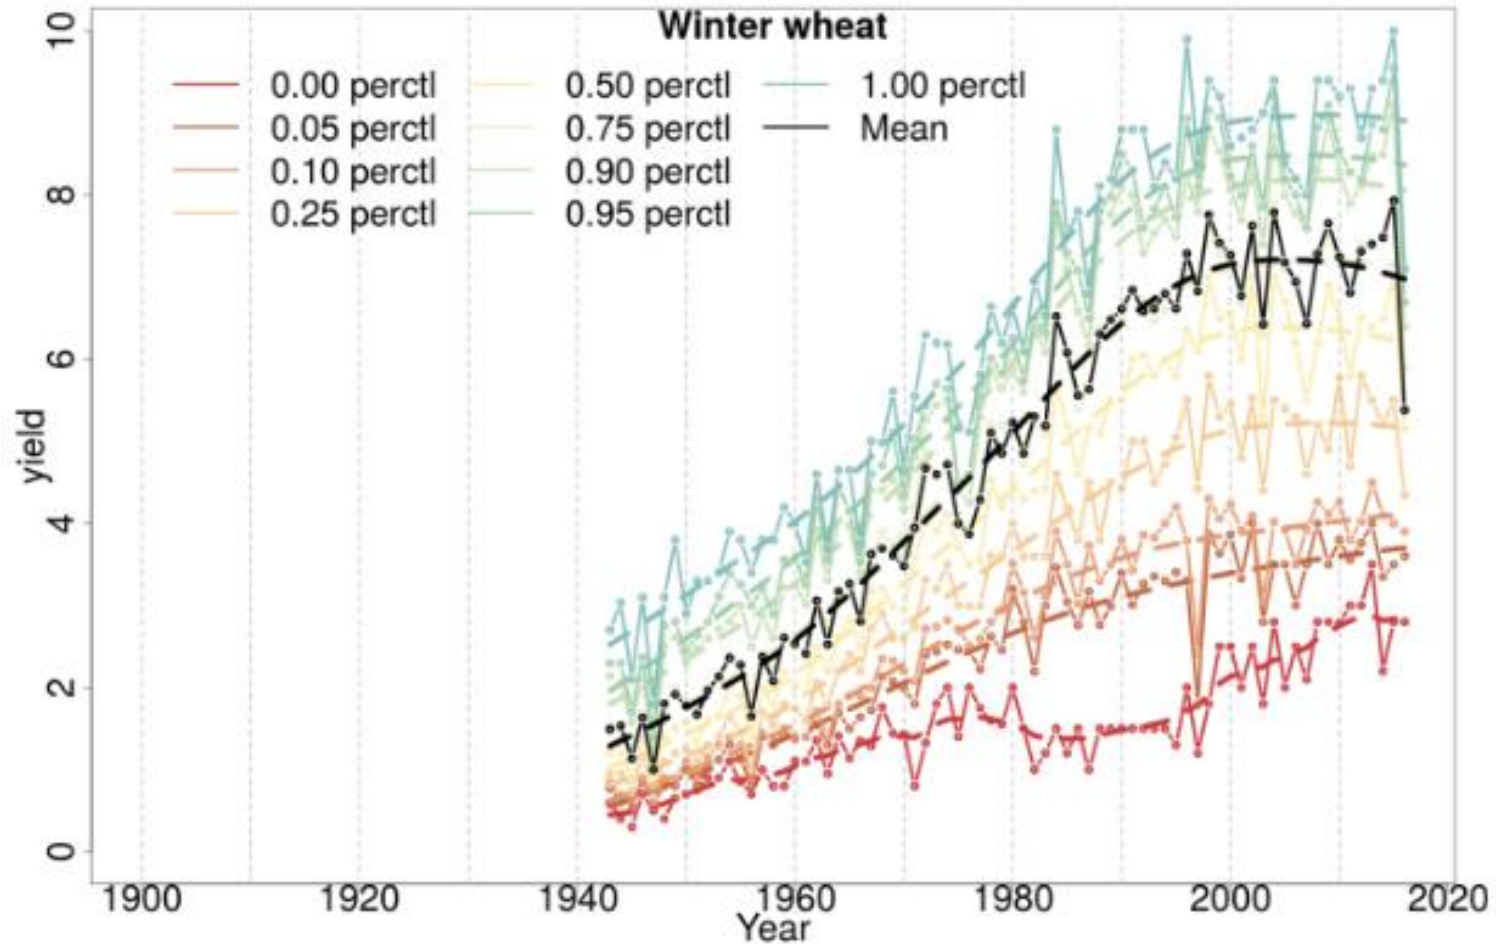 Winter wheat
0.00 perctl 0.50 perctl 1.00 perctl
0.05 perctl 0.75 perctl Mean
0.10 perctl 0.90 perctl
0.25 perctl 0.95 perctl
10
8
6
4
2
0
yield
1900 1920 1940 1960 1980 2000 2020
Year